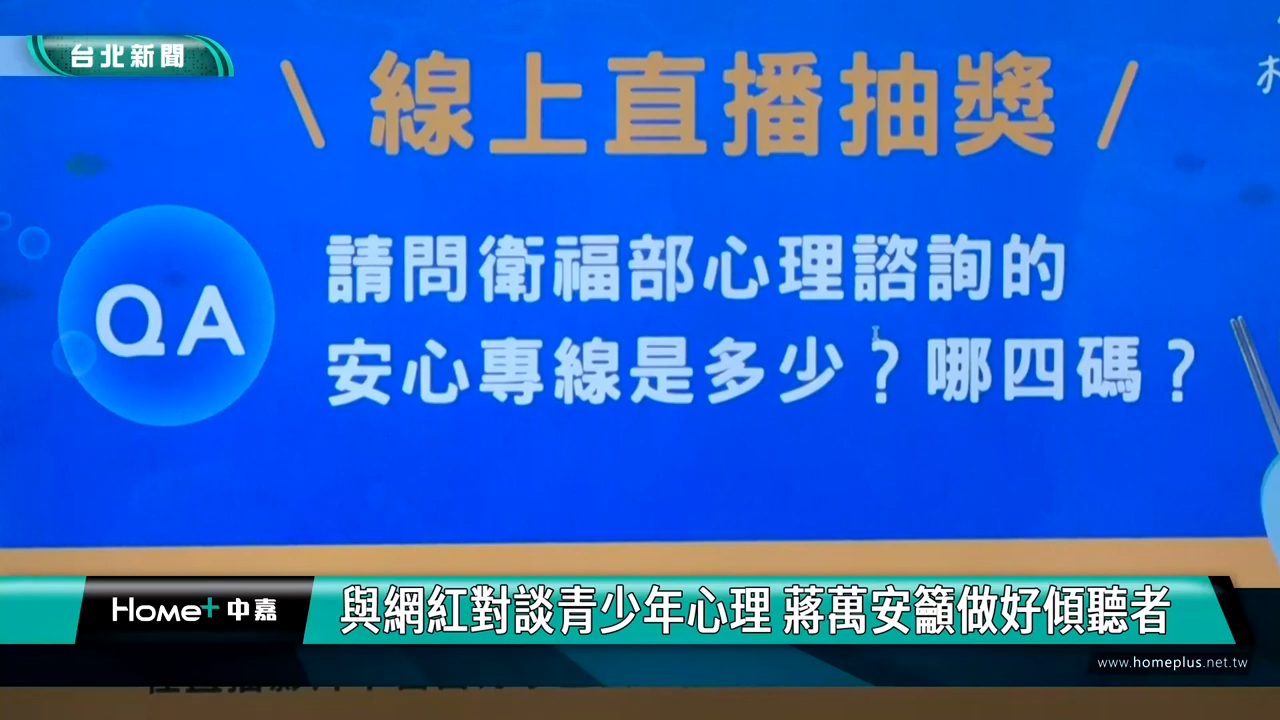 台北新聞
\ 線上直播抽獎 /
QA
請問衛福部心理諮詢的
安心專線是多少？哪四碼？
Home+中嘉
與網紅對談青少年心理 蔣萬安籲做好傾聽者
www.homeplus.net.tw